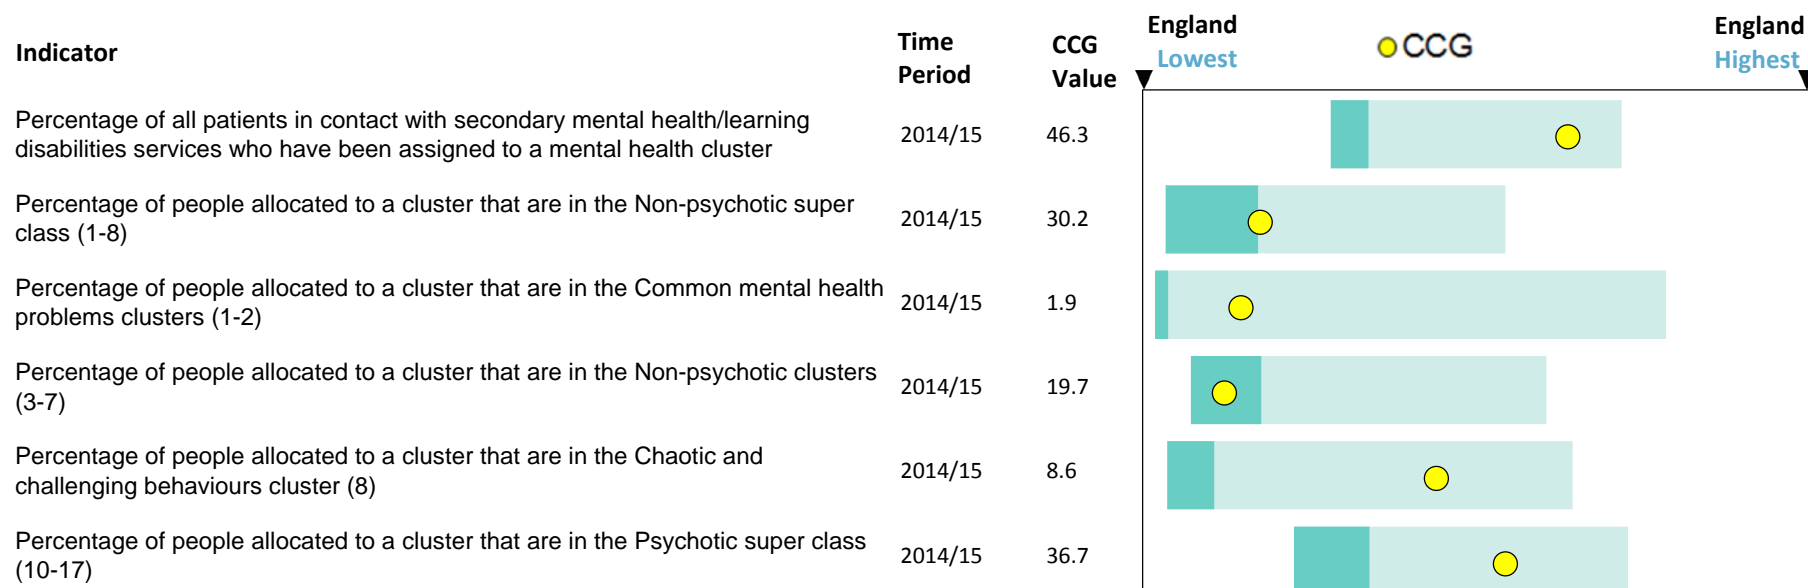 Indicator
Time Period
CCG Value
England Lowest
CCG
England Highest
Percentage of all patients in contact with secondary mental health/learning
disabilities services who have been assigned to a mental health cluster
2014/15
46.3
Percentage of people allocated to a cluster that are in the Non-psychotic super
class (1-8)
2014/15
30.2
Percentage of people allocated to a cluster that are in the Common mental health
problems clusters (1-2)
2014/15
1.9
Percentage of people allocated to a cluster that are in the Non-psychotic clusters
(3-7)
2014/15
19.7
Percentage of people allocated to a cluster that are in the Chaotic and
challenging behaviours cluster (8)
2014/15
8.6
Percentage of people allocated to a cluster that are in the Psychotic super class
(10-17)
2014/15
36.7